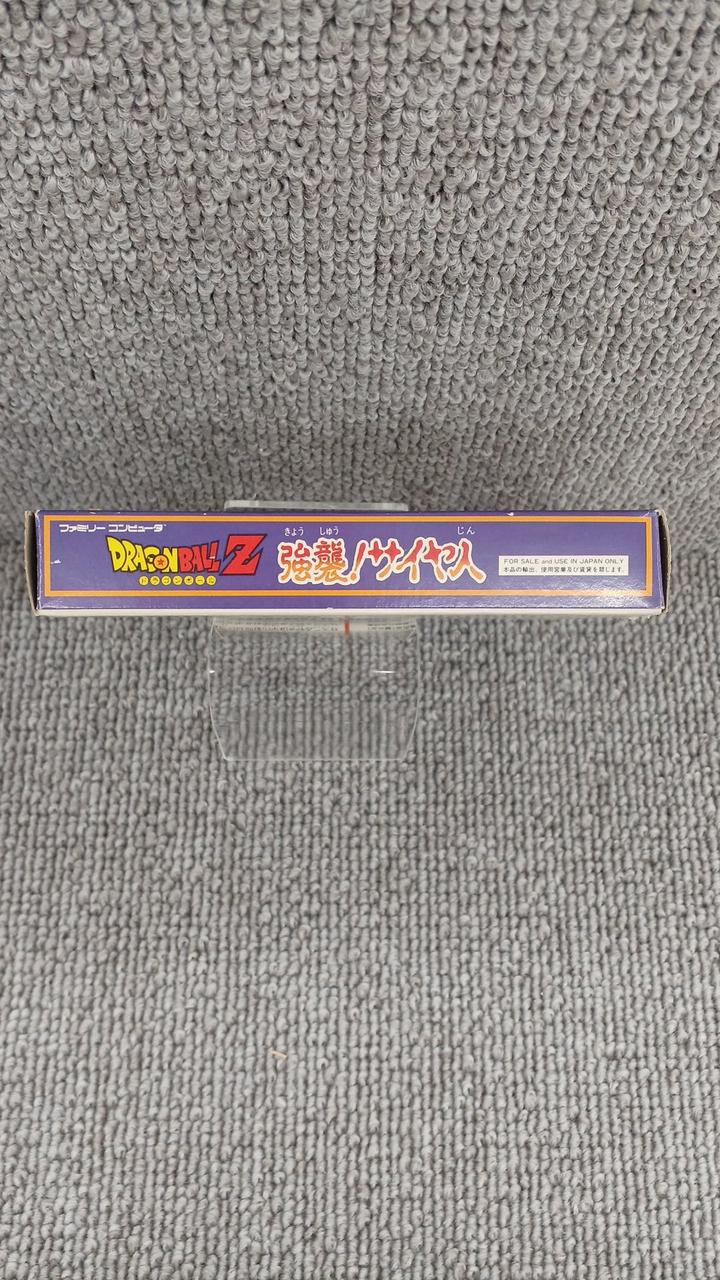 ファミリー コンピュータ™
DRAGON BALL Z
ドラゴンボール
きょう しゅう じん
強襲!サイヤ人
FOR SALE and USE IN JAPAN ONLY
本品の輸出、使用営業及び賃貸を禁じます。